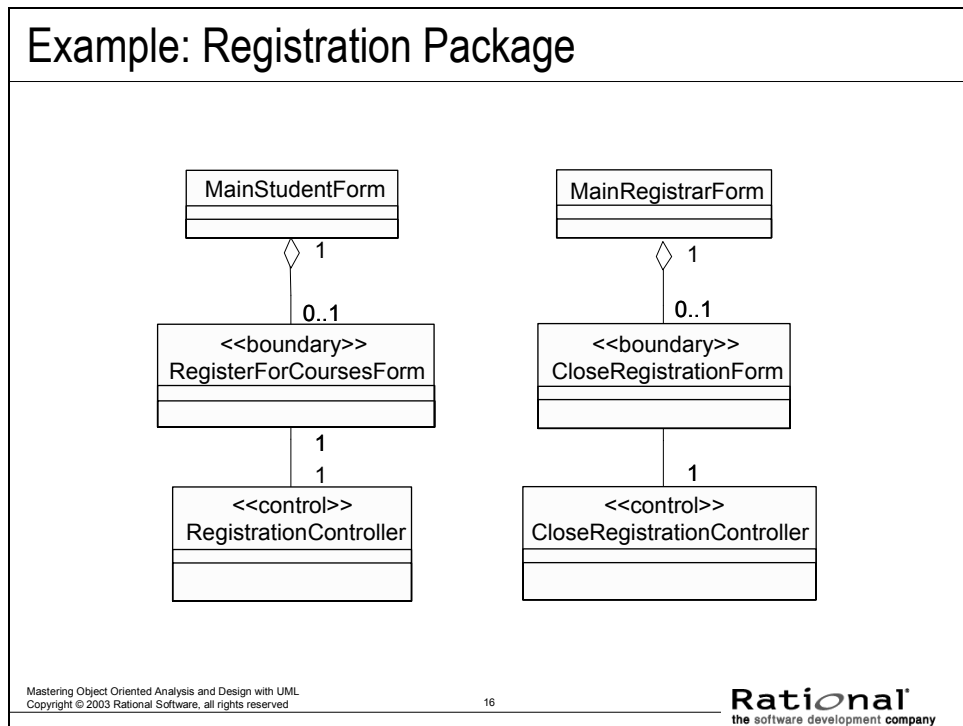 Example: Registration Package
MainStudentForm
1
0..1
<<boundary>>
RegisterForCoursesForm
1
1
<<control>>
RegistrationController
MainRegistrarForm
1
0..1
<<boundary>>
CloseRegistrationForm
1
<<control>>
CloseRegistrationController
Mastering Object Oriented Analysis and Design with UML
Copyright © 2003 Rational Software, all rights reserved
16
Rational
the software development company